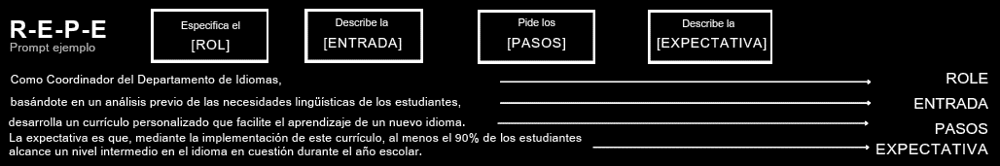 R-E-P-E
Prompt ejemplo
Especifica el
[ROL]
Describe la
[ENTRADA]
Pide los
[PASOS]
Describe la
[EXPECTATIVA]
Como Coordinador del Departamento de Idiomas,
ROLE
basándote en un análisis previo de las necesidades lingüísticas de los estudiantes,
ENTRADA
desarrolla un currículo personalizado que facilite el aprendizaje de un nuevo idioma.
PASOS
La expectativa es que, mediante la implementación de este currículo, al menos el 90% de los estudiantes
alcance un nivel intermedio en el idioma en cuestión durante el año escolar.
EXPECTATIVA